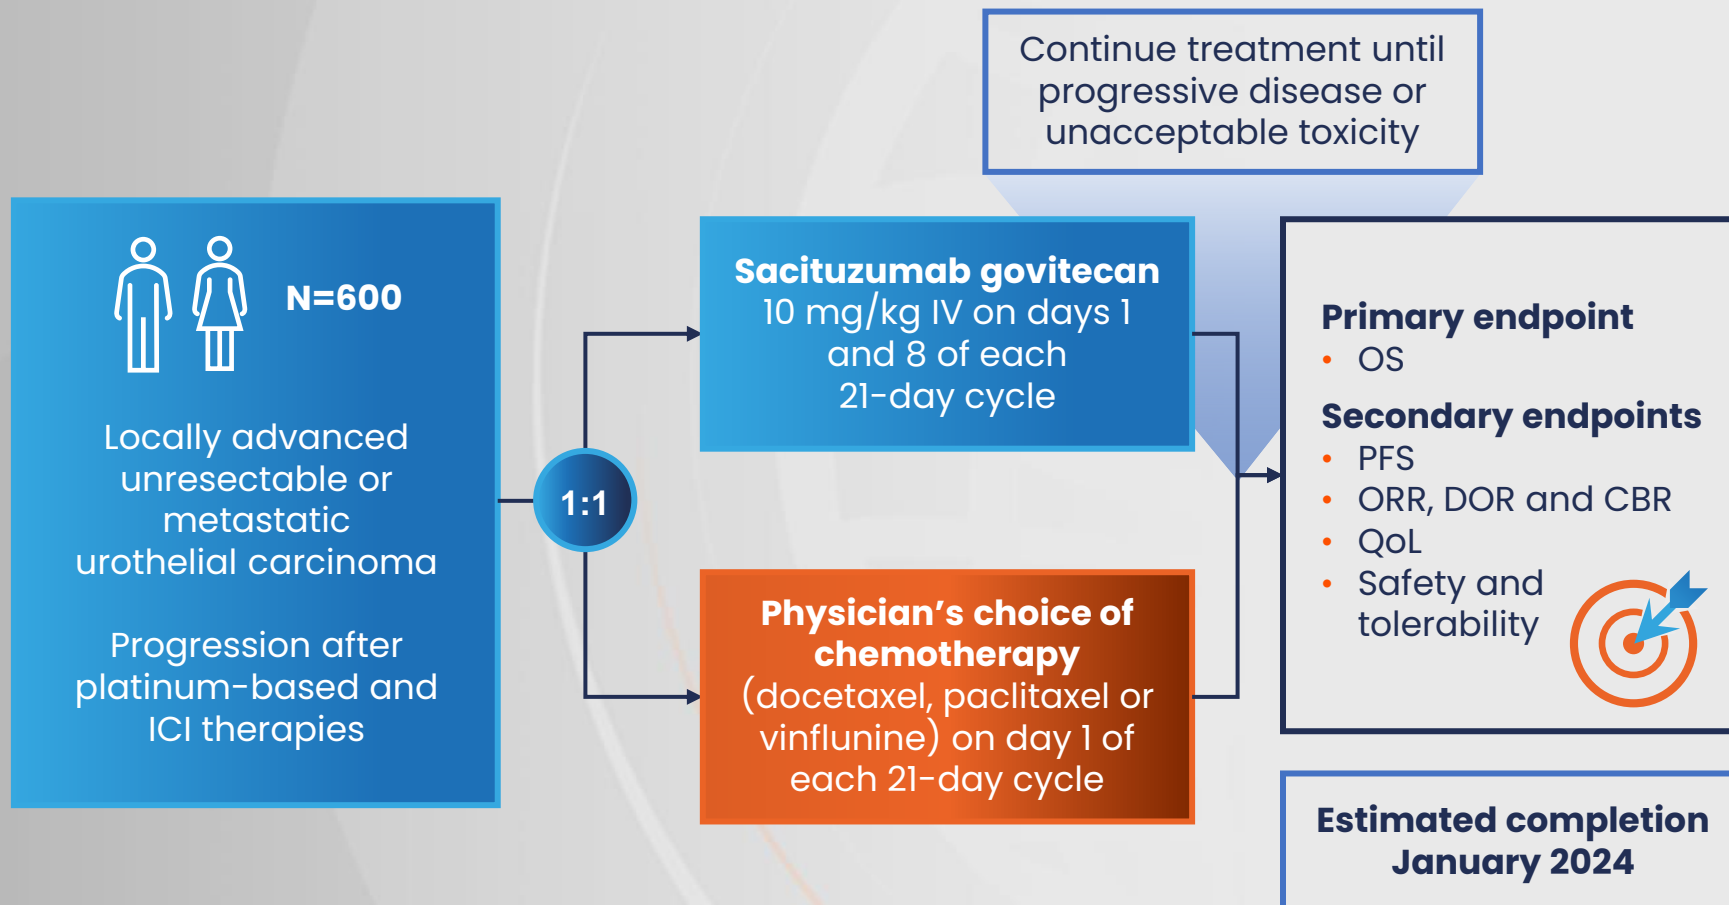 Continue treatment until
progressive disease or
unacceptable toxicity
N=600
Locally advanced
unresectable or
metastatic
urothelial carcinoma
Progression after
platinum-based and
ICI therapies
1:1
Sacituzumab govitecan
10 mg/kg IV on days 1
and 8 of each
21-day cycle
Physician’s choice of
chemotherapy
(docetaxel, paclitaxel or
vinflunine) on day 1 of
each 21-day cycle
Primary endpoint
• OS
Secondary endpoints
• PFS
• ORR, DOR and CBR
• QoL
• Safety and
tolerability
Estimated completion
January 2024